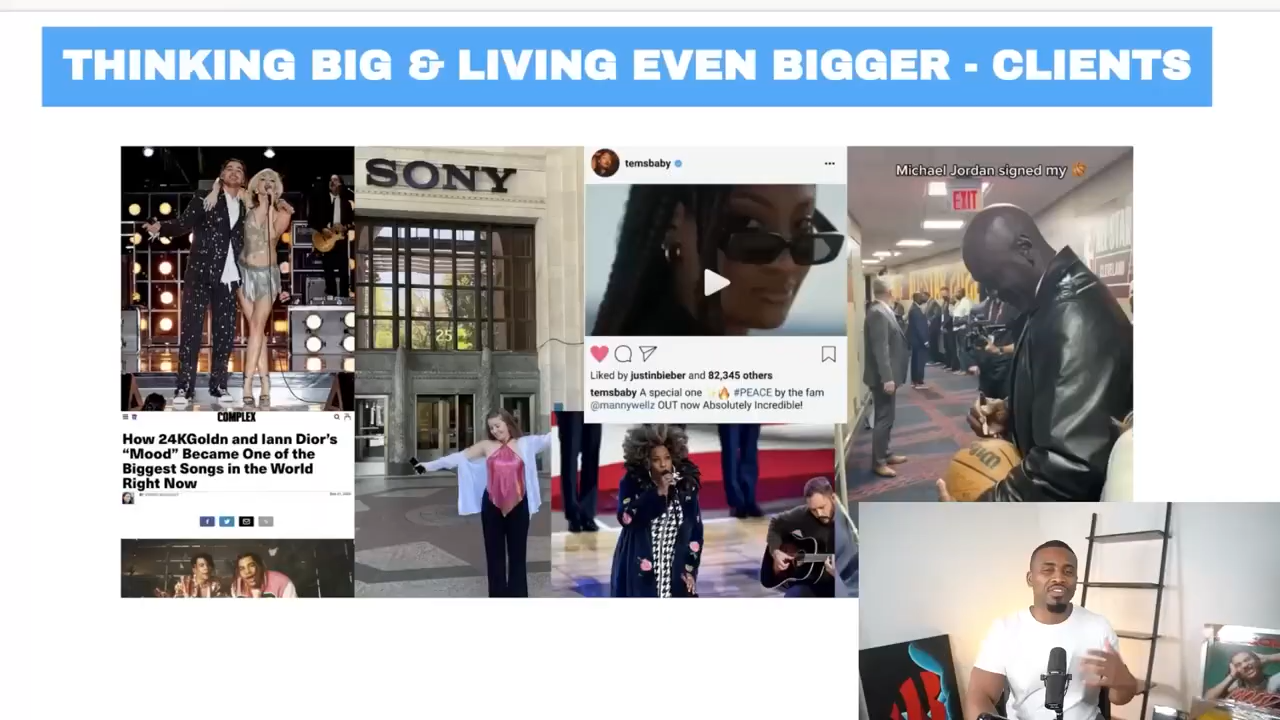 THINKING BIG & LIVING EVEN BIGGER - CLIENTS
SONY
25
temsbaby
Liked by justinbieber and 82,345 others
temsbaby A special one ✨🔥 #PEACE by the fam
@mannywellz OUT now Absolutely Incredible!
Michael Jordan signed my 🏀
EXIT
COMPLEX
How 24KGoldn and Iann Dior's
"Mood" Became One of the
Biggest Songs in the World
Right Now